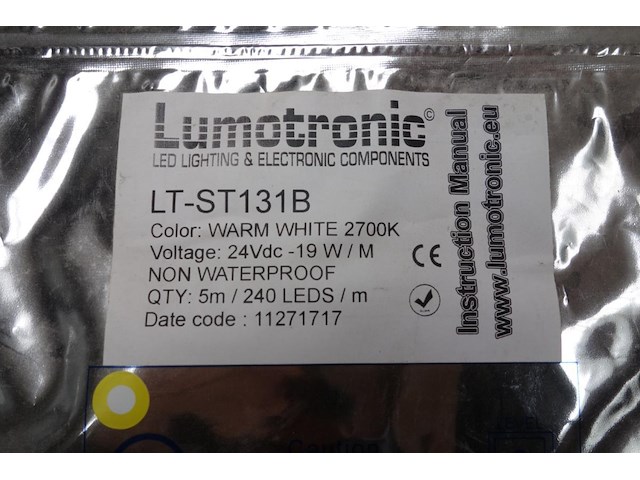 Lumotronic©
LED LIGHTING & ELECTRONIC COMPONENTS
LT-ST131B
Color: WARM WHITE 2700K
Voltage: 24Vdc -19 W / M
NON WATERPROOF
QTY: 5m / 240 LEDS / m
Date code : 11271717
CE
Instruction Manual
www.lumotronic.eu
Caution